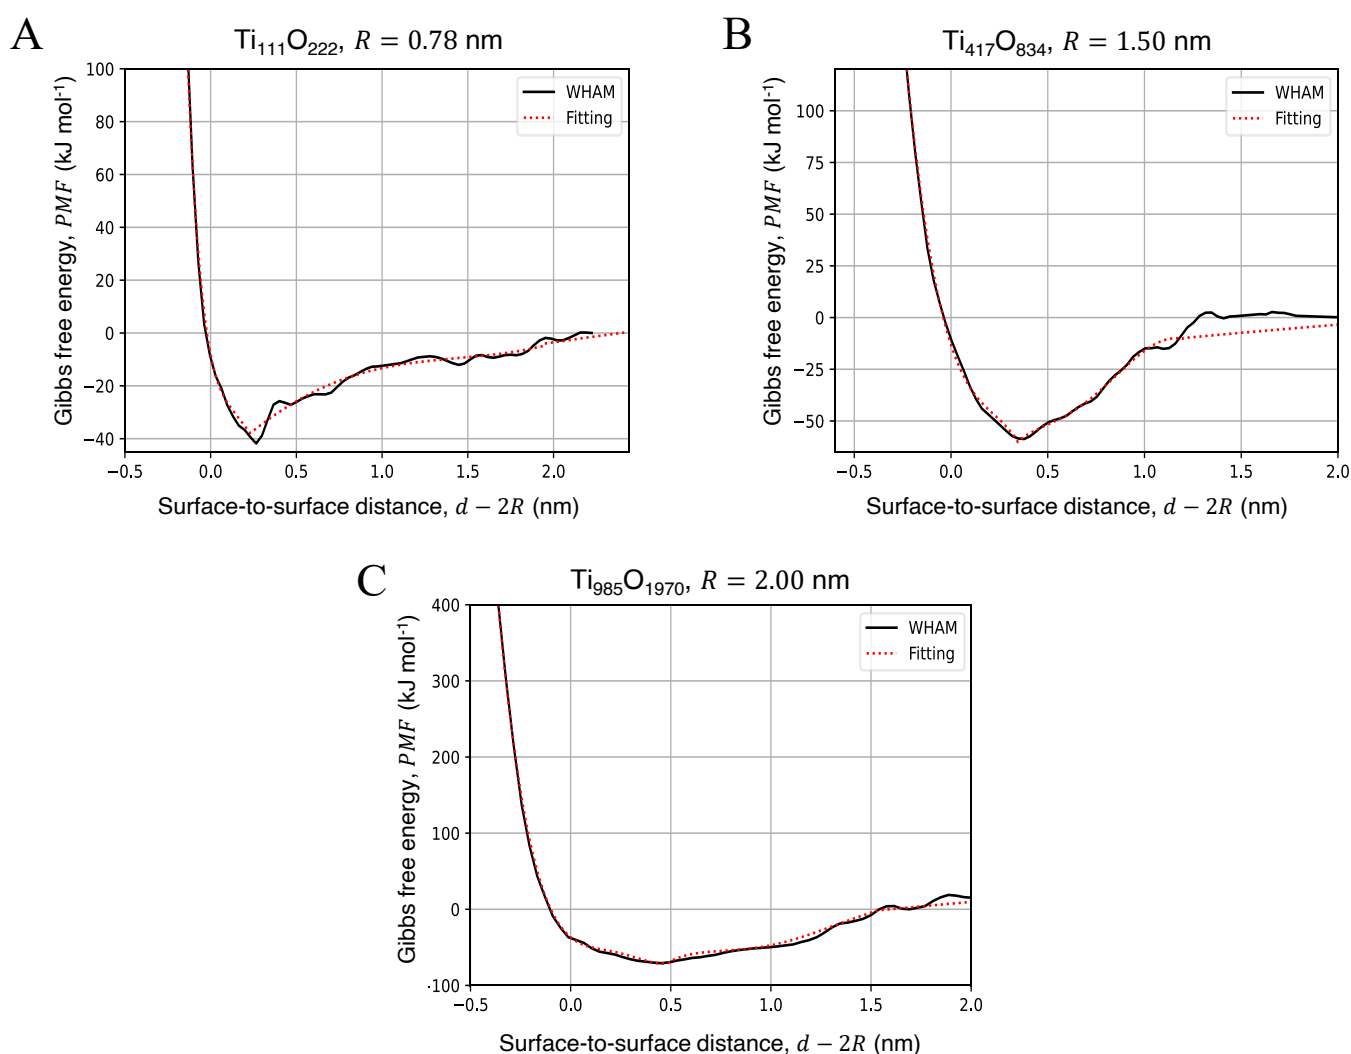 A
Ti₁₁₁O₂₂₂, R = 0.78 nm
Gibbs free energy, PMF (kJ mol⁻¹)
100
80
60
40
20
0
−20
−40
WHAM
Fitting
−0.5 0.0 0.5 1.0 1.5 2.0
Surface-to-surface distance, d − 2R (nm)
B
Ti₄₁₇O₈₃₄, R = 1.50 nm
Gibbs free energy, PMF (kJ mol⁻¹)
100
75
50
25
0
−25
−50
WHAM
Fitting
−0.5 0.0 0.5 1.0 1.5 2.0
Surface-to-surface distance, d − 2R (nm)
C
Ti₉₈₅O₁₉₇₀, R = 2.00 nm
Gibbs free energy, PMF (kJ mol⁻¹)
400
300
200
100
0
-100
WHAM
Fitting
−0.5 0.0 0.5 1.0 1.5 2.0
Surface-to-surface distance, d − 2R (nm)